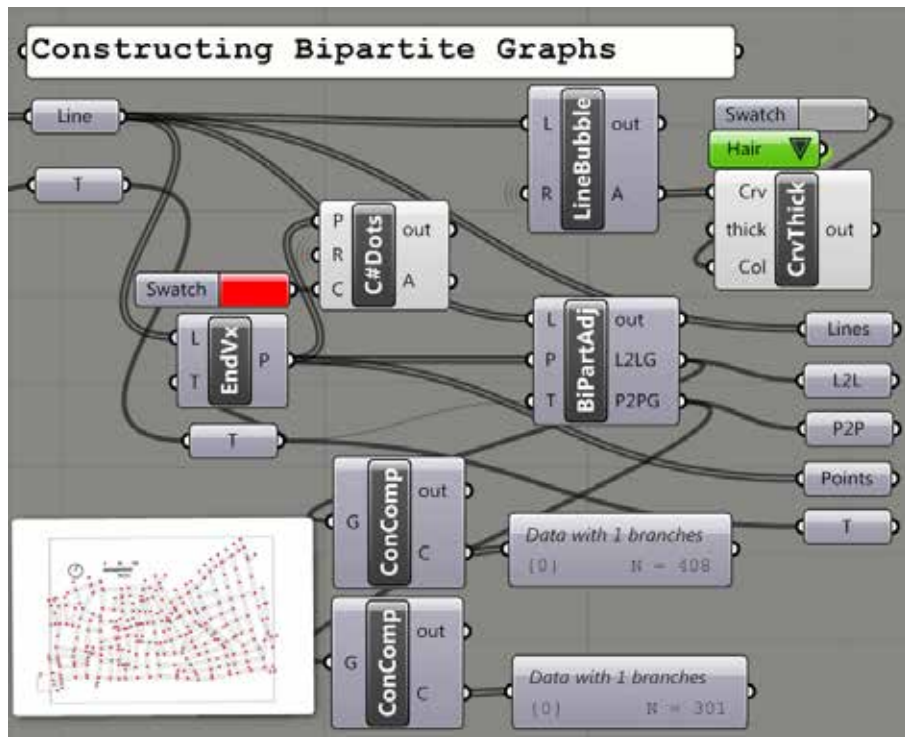 Constructing Bipartite Graphs
Line
T
L
R
LineBubble
out
A
Swatch
Hair
Crv
thick
Col
CrvThick
out
P
R
C
C#Dots
out
A
Swatch
L
T
EndVx
P
T
L
P
T
BiPartAdj
out
L2LG
P2PG
Lines
L2L
P2P
Points
T
G
ConComp
out
C
Data with 1 branches
{0} N = 408
G
ConComp
out
C
Data with 1 branches
{0} N = 301